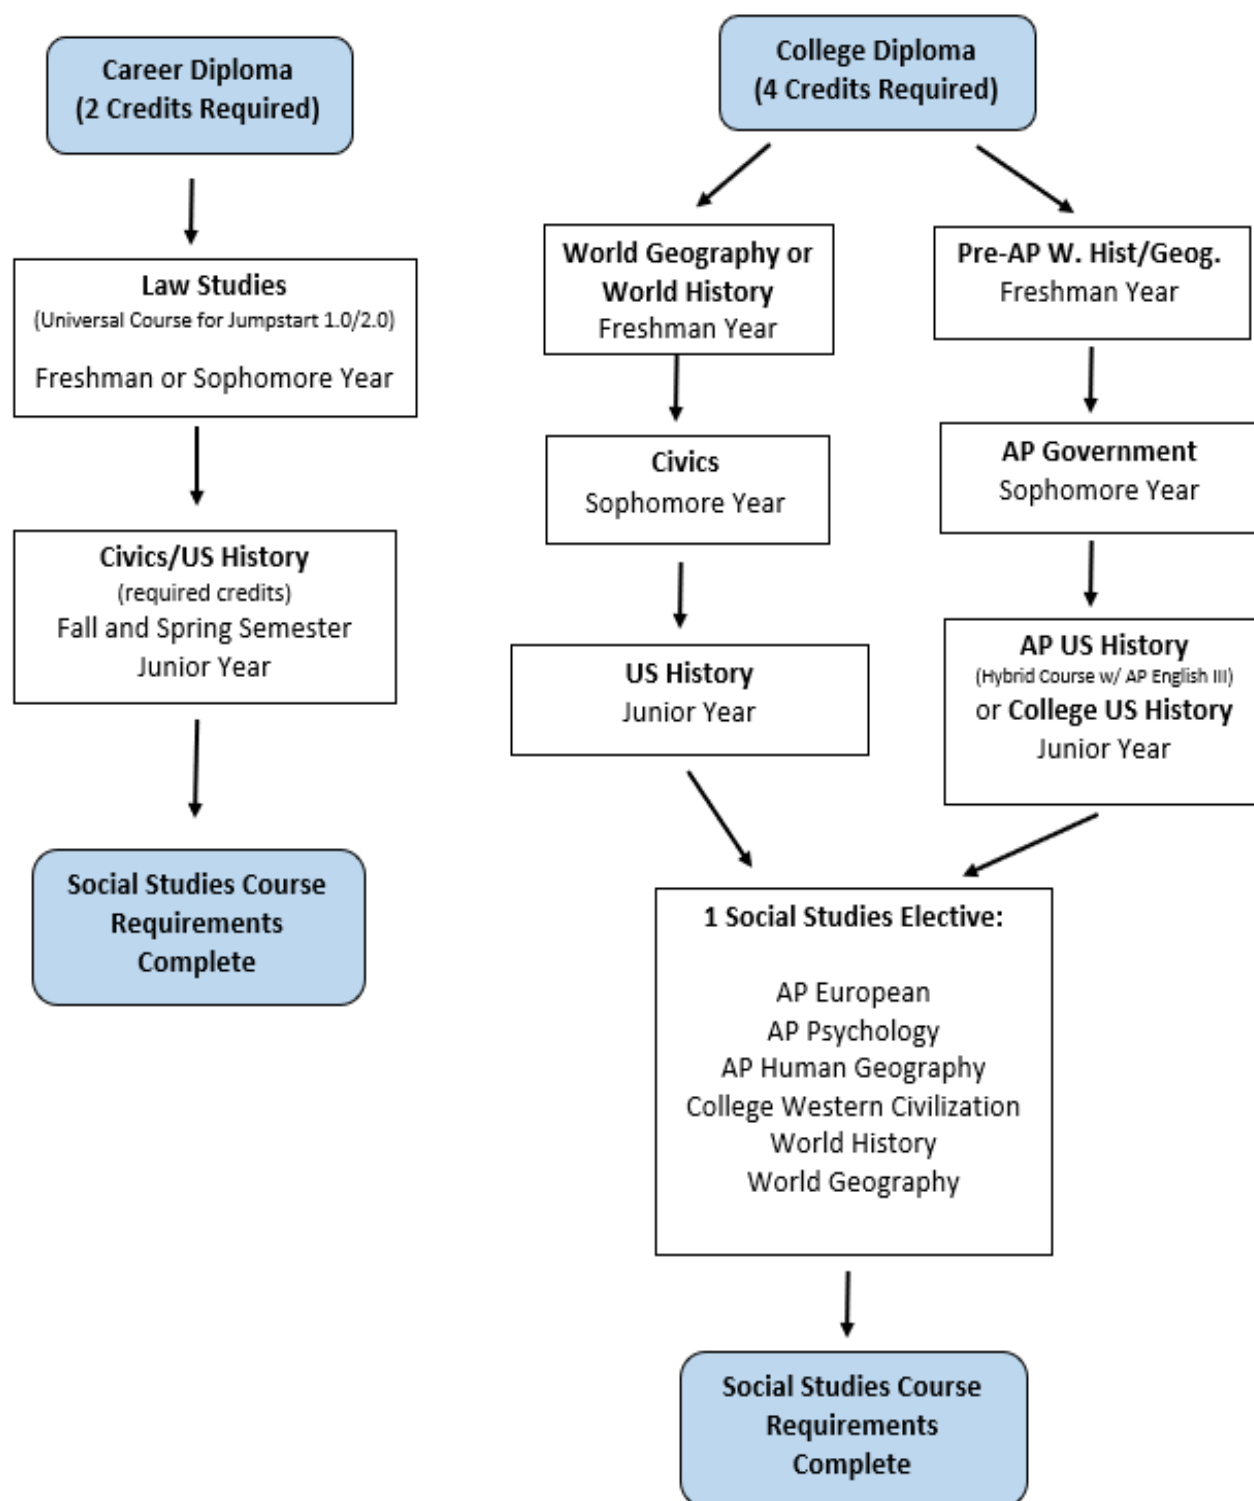 Career Diploma
(2 Credits Required)
Law Studies
(Universal Course for Jumpstart 1.0/2.0)
Freshman or Sophomore Year
Civics/US History
(required credits)
Fall and Spring Semester
Junior Year
Social Studies Course
Requirements
Complete
College Diploma
(4 Credits Required)
World Geography or
World History
Freshman Year
Civics
Sophomore Year
US History
Junior Year
Pre-AP W. Hist/Geog.
Freshman Year
AP Government
Sophomore Year
AP US History
(Hybrid Course w/ AP English III)
or College US History
Junior Year
1 Social Studies Elective:
AP European
AP Psychology
AP Human Geography
College Western Civilization
World History
World Geography
Social Studies Course
Requirements
Complete